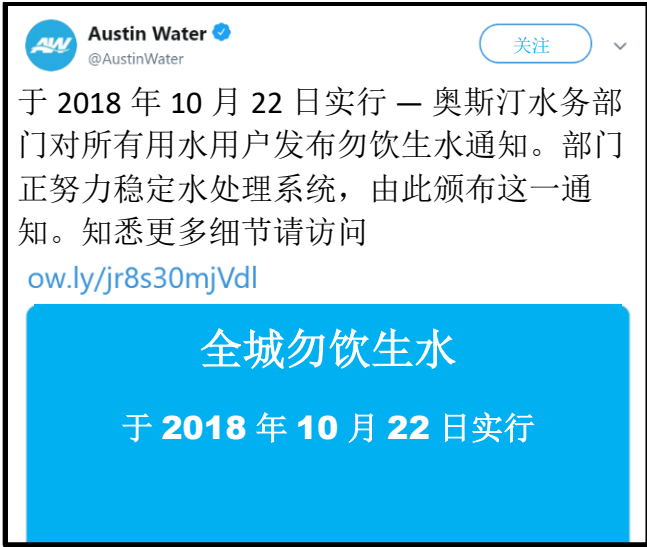 AW
Austin Water
@AustinWater
关注
于 2018 年 10 月 22 日实行 — 奥斯汀水务部
门对所有用水用户发布勿饮生水通知。部门
正努力稳定水处理系统，由此颁布这一通
知。知悉更多细节请访问
ow.ly/jr8s30mjVdl
全城勿饮生水
于 2018 年 10 月 22 日实行